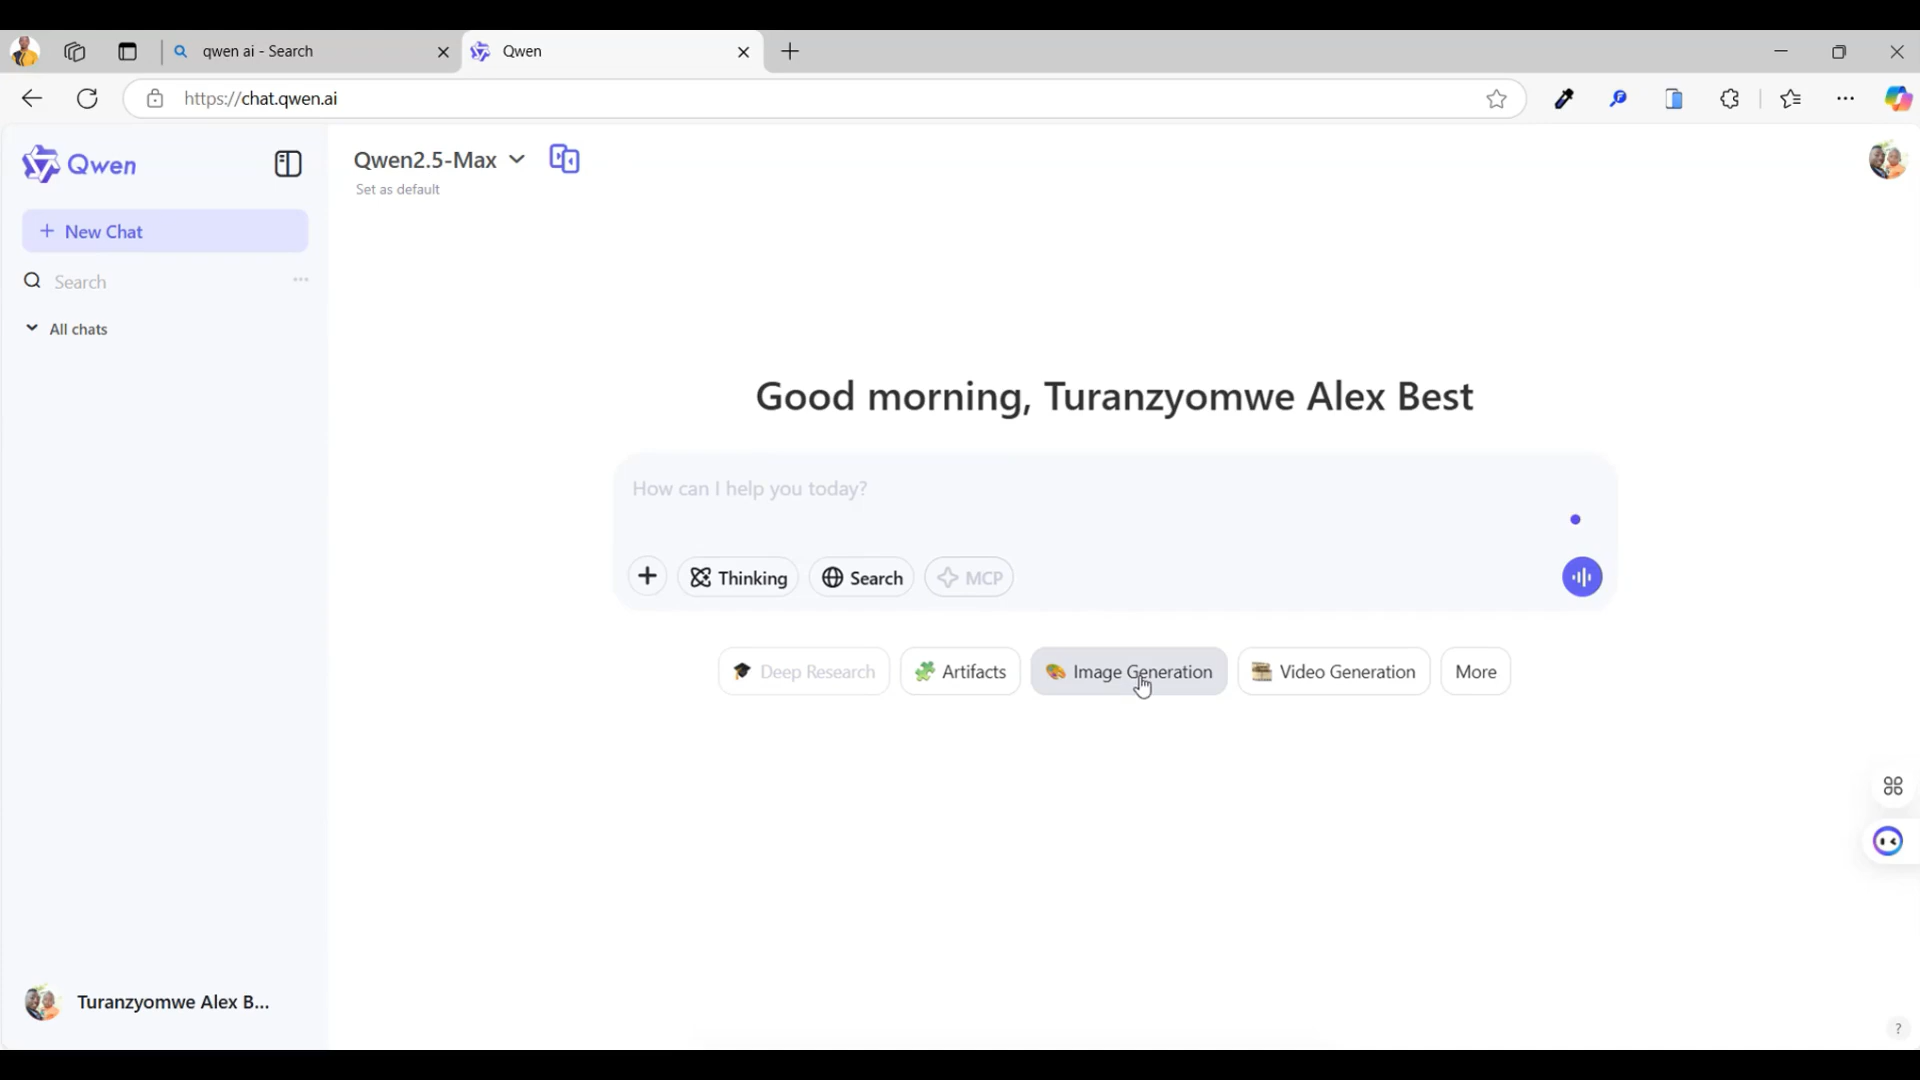 qwen ai - Search
Qwen
https://chat.qwen.ai
Qwen
Qwen2.5-Max
Set as default
+ New Chat
Search
All chats
Good morning, Turanzyomwe Alex Best
How can I help you today?
Thinking
Search
MCP
Deep Research
Artifacts
Image Generation
Video Generation
More
Turanzyomwe Alex B...
?